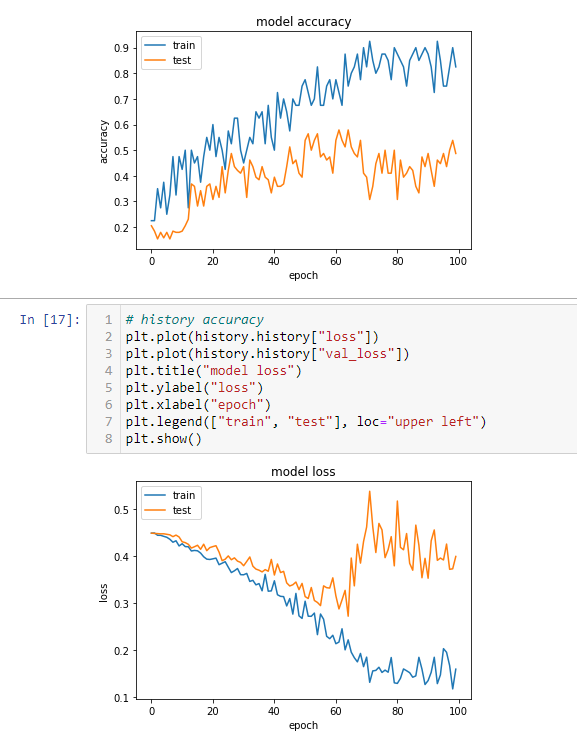 model accuracy
train
test
0.9
0.8
0.7
0.6
0.5
0.4
0.3
0.2
accuracy
0 20 40 60 80 100
epoch
In [17]:
1 # history accuracy
2 plt.plot(history.history["loss"])
3 plt.plot(history.history["val_loss"])
4 plt.title("model loss")
5 plt.ylabel("loss")
6 plt.xlabel("epoch")
7 plt.legend(["train", "test"], loc="upper left")
8 plt.show()
model loss
train
test
0.5
0.4
0.3
0.2
0.1
loss
0 20 40 60 80 100
epoch